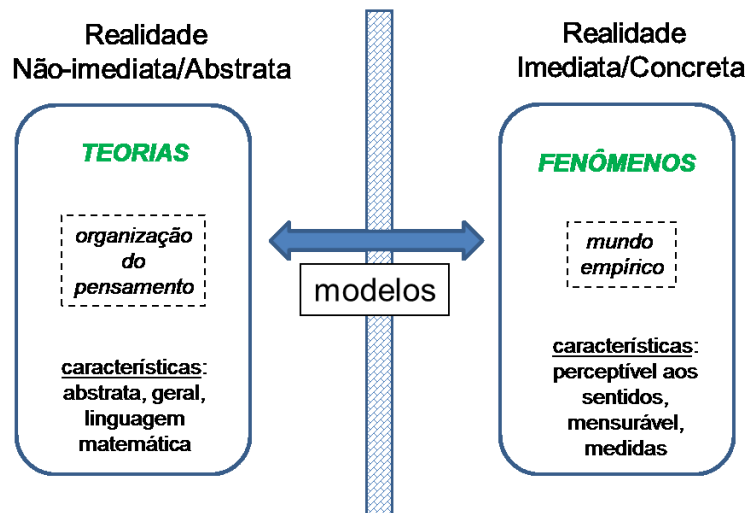 Realidade
Não-imediata/Abstrata
TEORIAS
organização
do
pensamento
características:
abstrata, geral,
linguagem
matemática
modelos
Realidade
Imediata/Concreta
FENÔMENOS
mundo
empírico
características:
perceptível aos
sentidos,
mensurável,
medidas